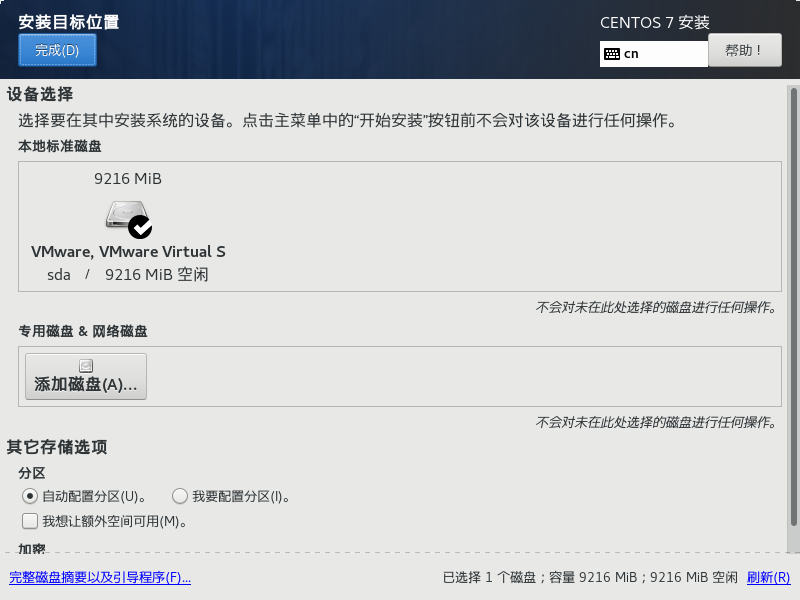 安装目标位置
CENTOS 7 安装
完成(D)
cn
帮助！
设备选择
选择要在其中安装系统的设备。点击主菜单中的“开始安装”按钮前不会对该设备进行任何操作。
本地标准磁盘
9216 MiB
VMware, VMware Virtual S
sda / 9216 MiB 空闲
不会对未在此处选择的磁盘进行任何操作。
专用磁盘 & 网络磁盘
添加磁盘(A)...
不会对未在此处选择的磁盘进行任何操作。
其它存储选项
分区
自动配置分区(U)。 我要配置分区(I)。
我想让额外空间可用(M)。
加密
完整磁盘摘要以及引导程序(F)... 已选择 1 个磁盘；容量 9216 MiB；9216 MiB 空闲 刷新(R)